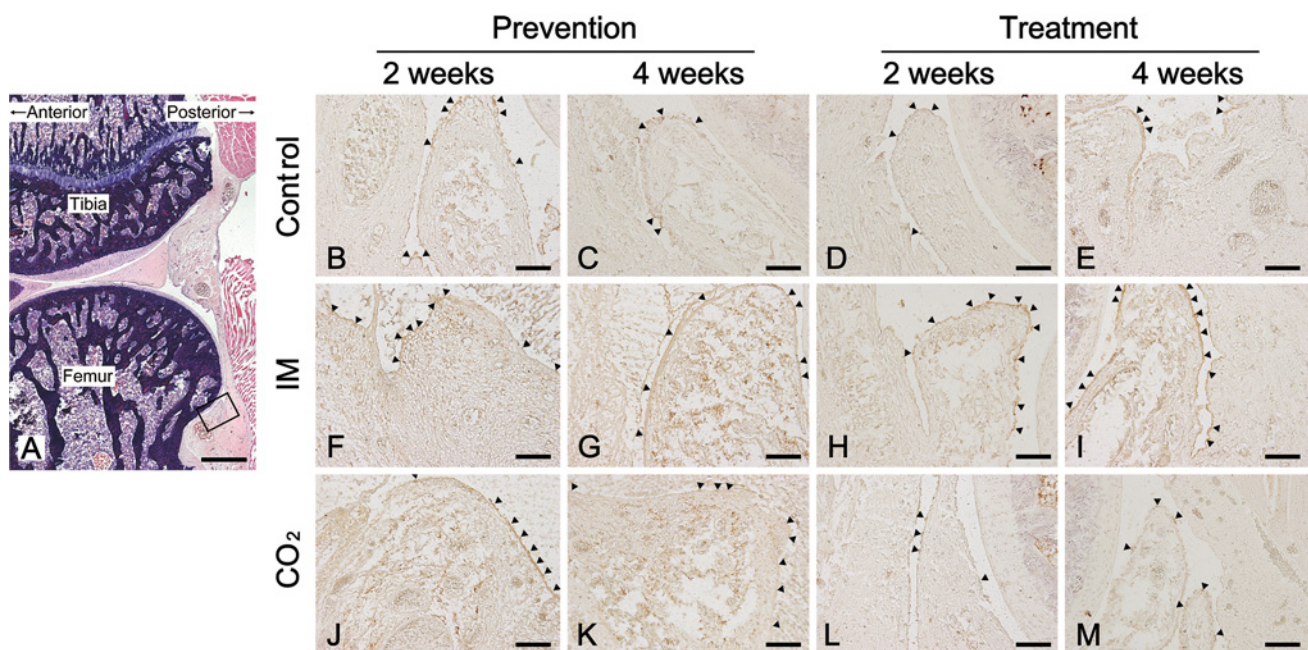 Prevention Treatment
2 weeks 4 weeks 2 weeks 4 weeks
←Anterior Posterior→
Tibia
Femur
A
Control
B C D E
IM
F G H I
CO₂
J K L M